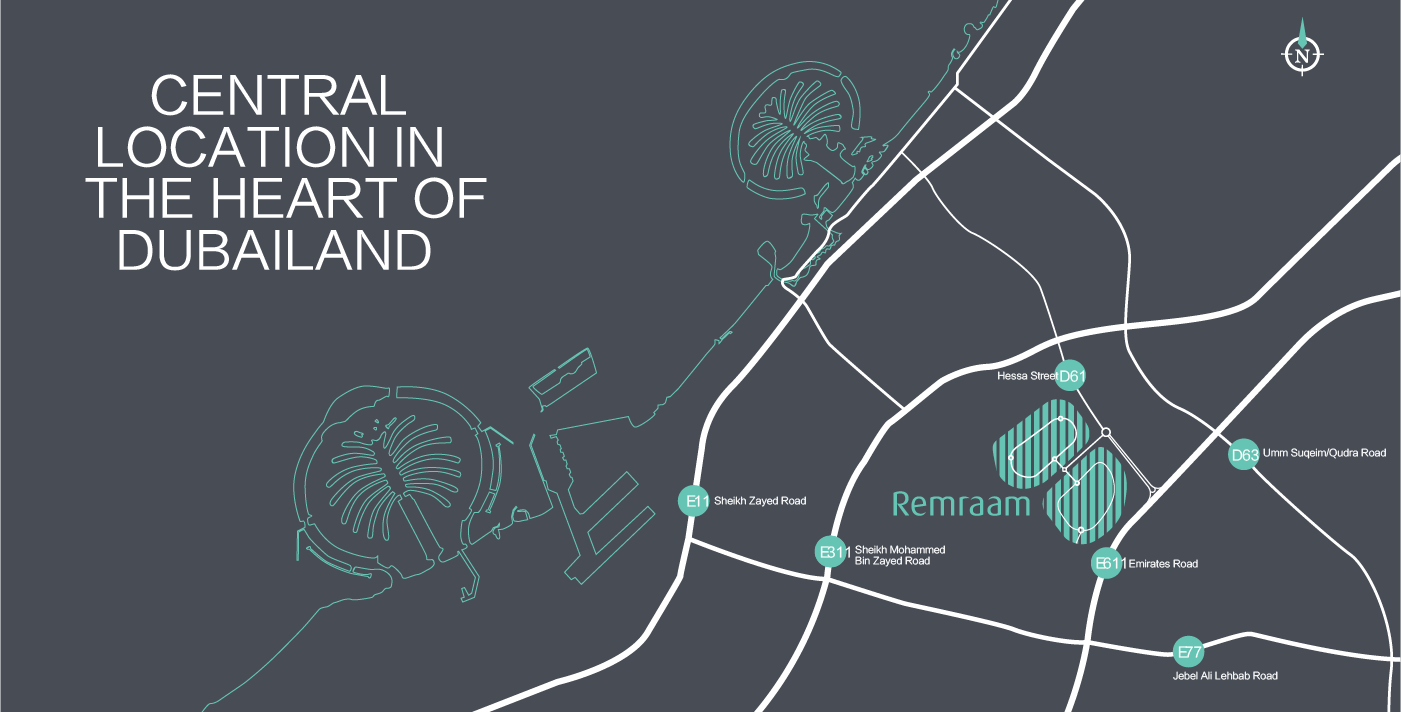 CENTRAL
LOCATION IN
THE HEART OF
DUBAILAND
N
Hessa Street
D61
D63
Umm Suqeim/Qudra Road
Remraam
E11
Sheikh Zayed Road
E311
Sheikh Mohammed
Bin Zayed Road
E611
Emirates Road
E77
Jebel Ali Lehbab Road